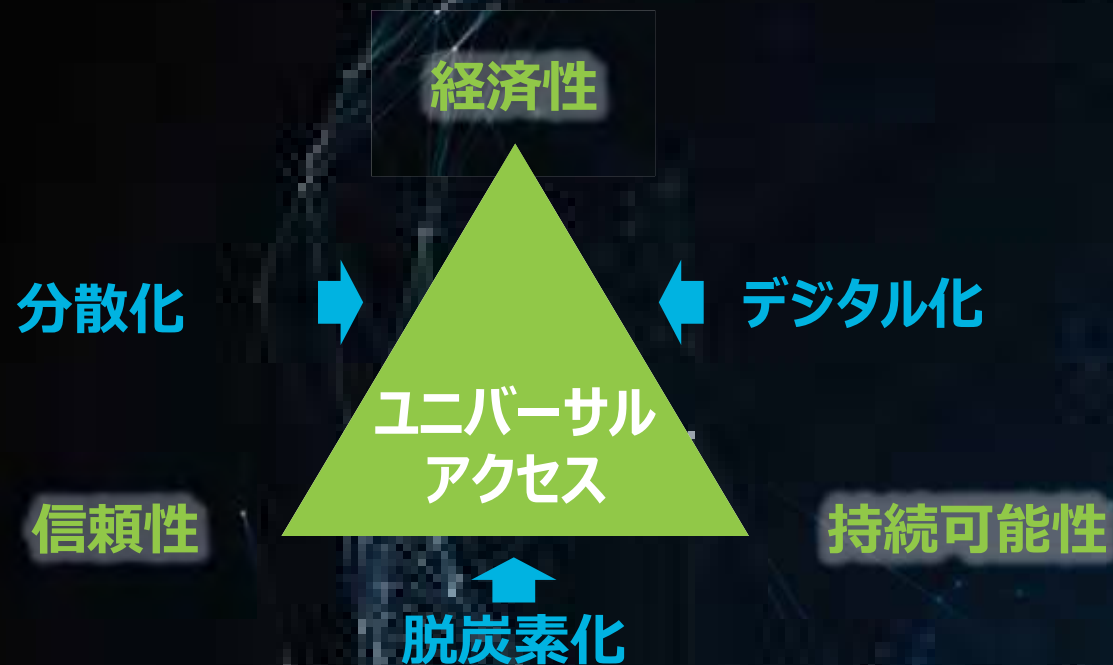 経済性
分散化
デジタル化
ユニバーサル
アクセス
信頼性
持続可能性
脱炭素化